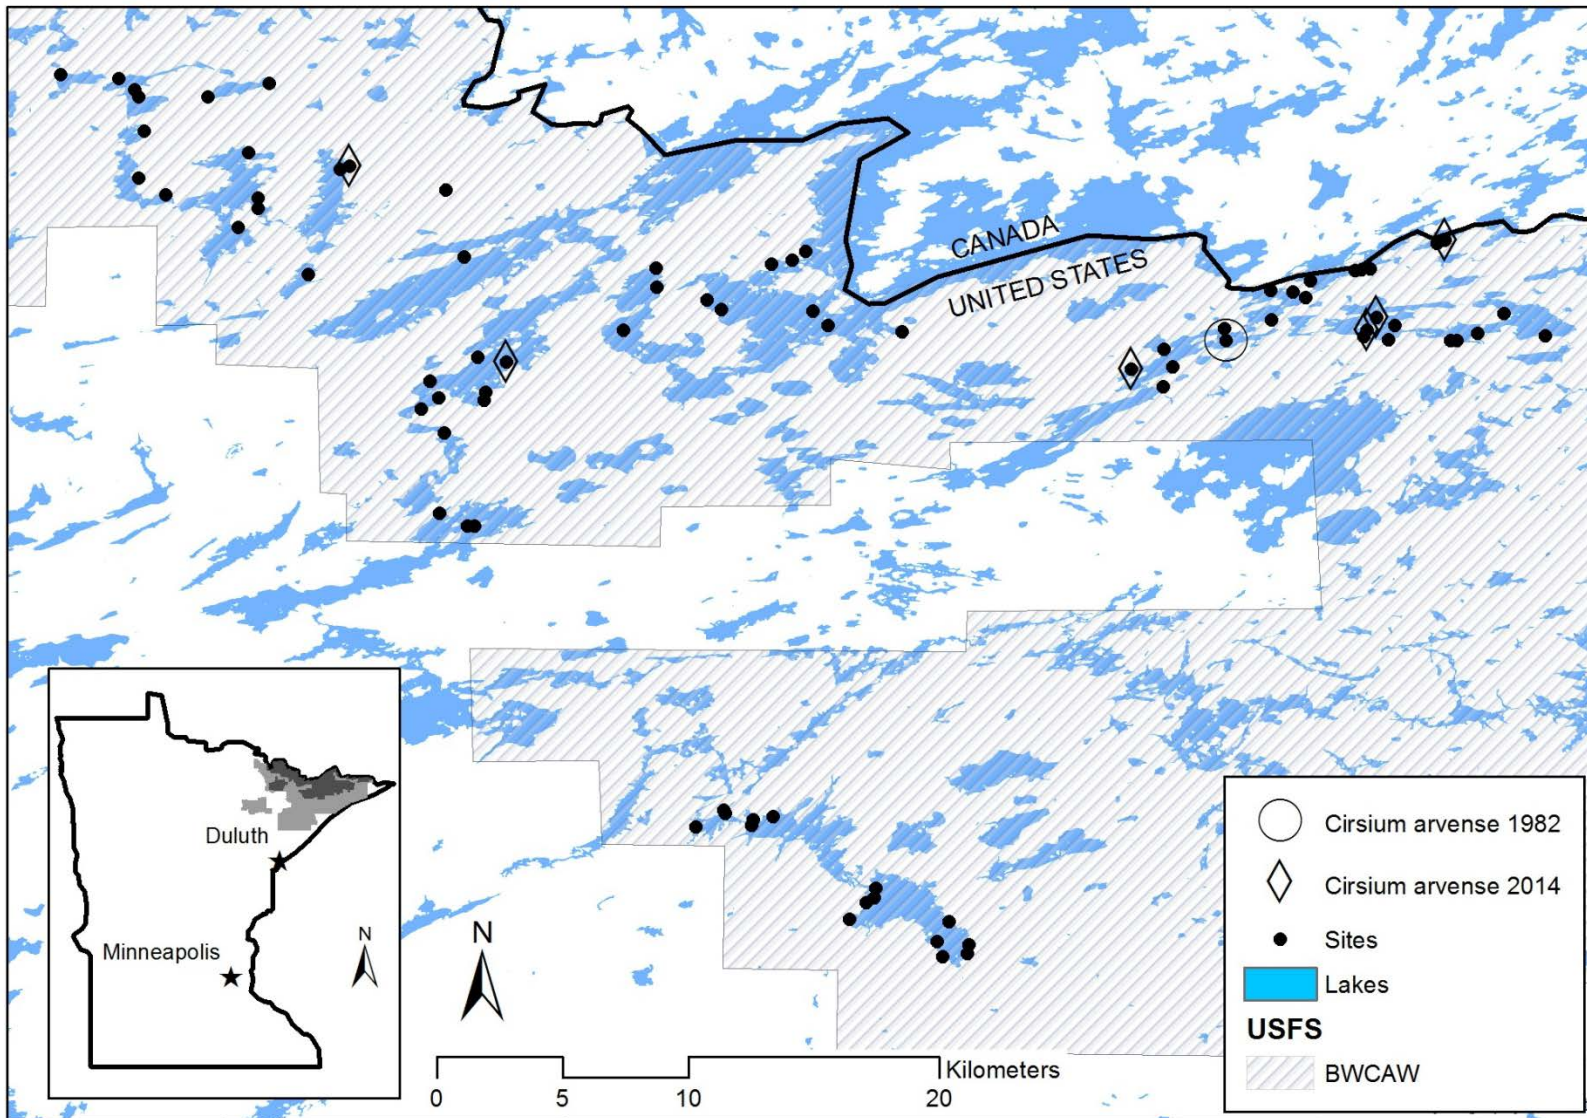 CANADA
UNITED STATES
Duluth
Minneapolis
N
N
Kilometers
0 5 10 20
Cirsium arvense 1982
Cirsium arvense 2014
Sites
Lakes
USFS
BWCAW